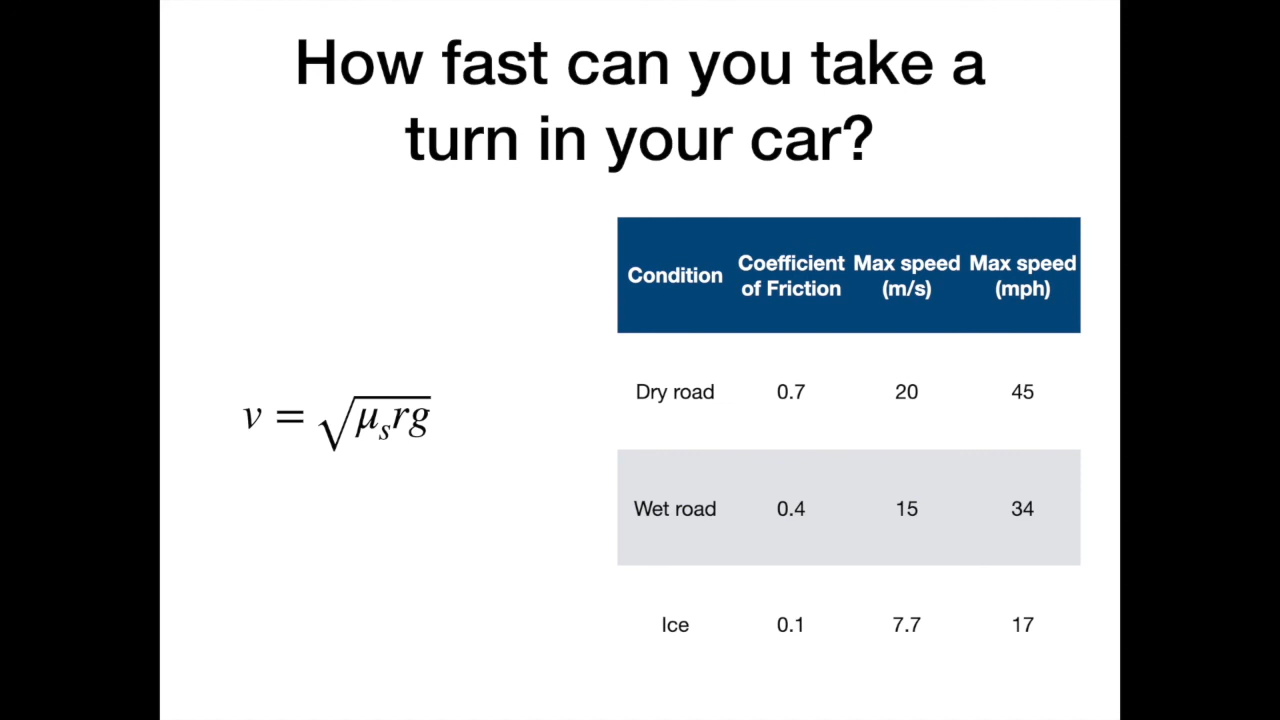 How fast can you take a
turn in your car?
v = √μₛrg
Condition Coefficient of Friction Max speed (m/s) Max speed (mph)
Dry road 0.7 20 45
Wet road 0.4 15 34
Ice 0.1 7.7 17